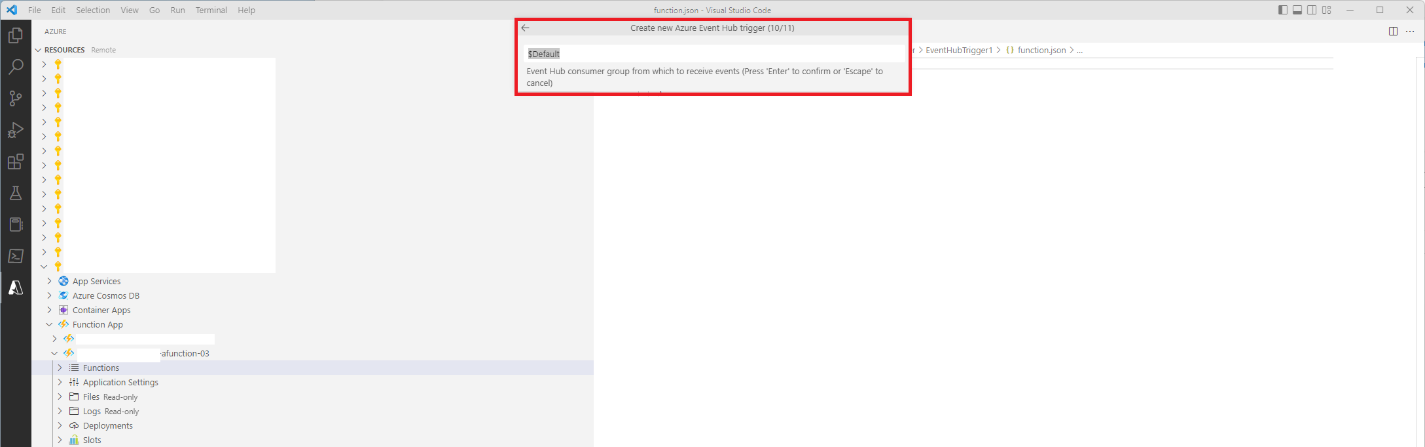 File Edit Selection View Go Run Terminal Help
function.json - Visual Studio Code
AZURE
RESOURCES Remote
Create new Azure Event Hub trigger (10/11)
$Default
Event Hub consumer group from which to receive events (Press 'Enter' to confirm or 'Escape' to
cancel)
> EventHubTrigger1 > {} function.json > ...
App Services
Azure Cosmos DB
Container Apps
Function App
-afunction-03
Functions
Application Settings
Files Read-only
Logs Read-only
Deployments
Slots